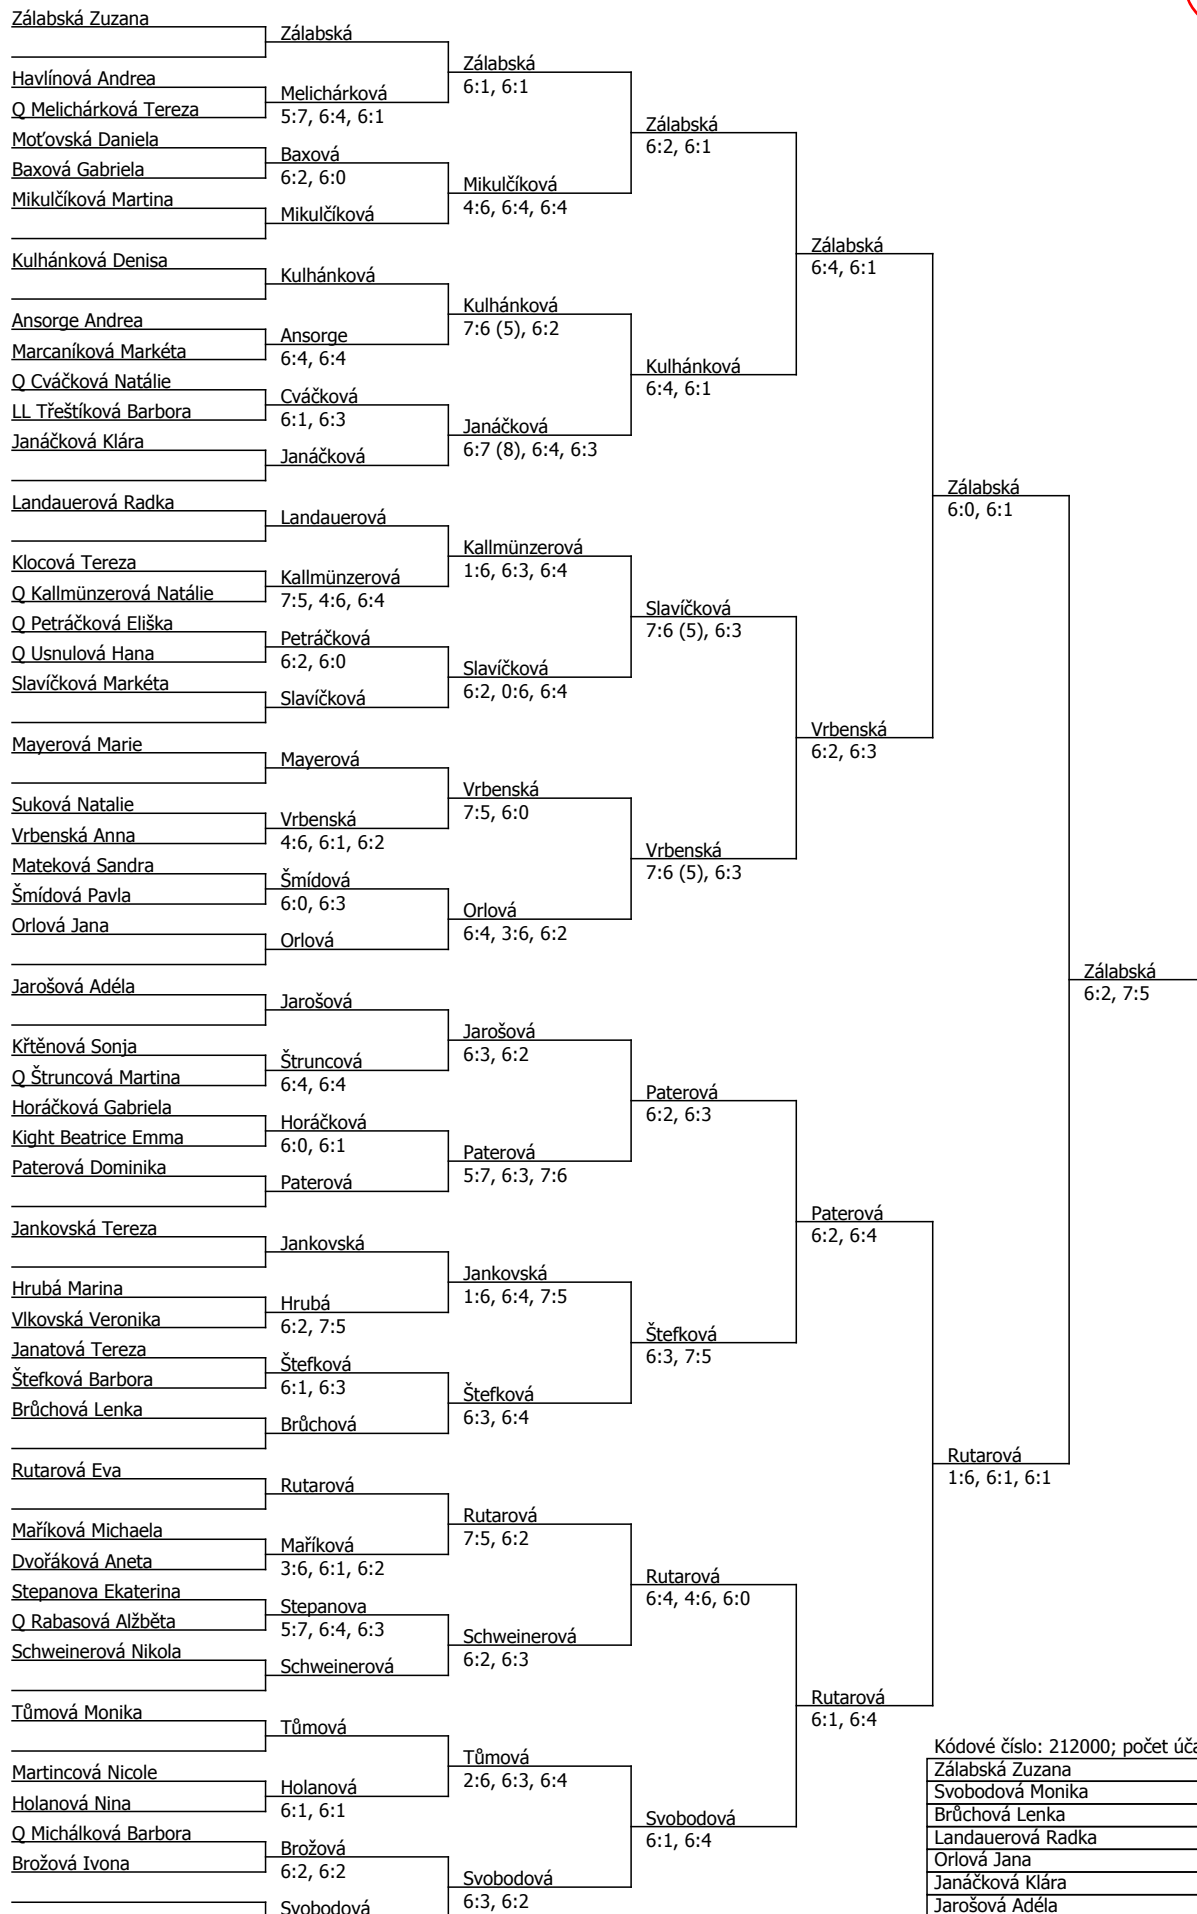 Zálabská Zuzana
Havlínová Andrea
Q Melichárková Tereza
Moťovská Daniela
Baxová Gabriela
Mikulčíková Martina
Kulhánková Denisa
Ansorge Andrea
Marcaníková Markéta
Q Cváčková Natálie
LL Třeštíková Barbora
Janáčková Klára
Landauerová Radka
Klocová Tereza
Q Kallmünzerová Natálie
Q Petráčková Eliška
Q Usnulová Hana
Slavíčková Markéta
Mayerová Marie
Suková Natalie
Vrbenská Anna
Mateková Sandra
Šmídová Pavla
Orlová Jana
Jarošová Adéla
Křtěnová Sonja
Q Štruncová Martina
Horáčková Gabriela
Kight Beatrice Emma
Paterová Dominika
Jankovská Tereza
Hrubá Marina
Vlkovská Veronika
Janatová Tereza
Štefková Barbora
Brůchová Lenka
Rutarová Eva
Maříková Michaela
Dvořáková Aneta
Stepanova Ekaterina
Q Rabasová Alžběta
Schweinerová Nikola
Tůmová Monika
Martincová Nicole
Holanová Nina
Q Michálková Barbora
Brožová Ivona
Zálabská
Melichárková
5:7, 6:4, 6:1
Baxová
6:2, 6:0
Mikulčíková
Kulhánková
Ansorge
6:4, 6:4
Cváčková
6:1, 6:3
Janáčková
Landauerová
Kallmünzerová
7:5, 4:6, 6:4
Petráčková
6:2, 6:0
Slavíčková
Mayerová
Vrbenská
4:6, 6:1, 6:2
Šmídová
6:0, 6:3
Orlová
Jarošová
Štruncová
6:4, 6:4
Horáčková
6:0, 6:1
Paterová
Jankovská
Hrubá
6:2, 7:5
Štefková
6:1, 6:3
Brůchová
Rutarová
Maříková
3:6, 6:1, 6:2
Stepanova
5:7, 6:4, 6:3
Schweinerová
Tůmová
Holanová
6:1, 6:1
Brožová
6:2, 6:2
Svobodová
Zálabská
6:1, 6:1
Mikulčíková
4:6, 6:4, 6:4
Kulhánková
7:6 (5), 6:2
Janáčková
6:7 (8), 6:4, 6:3
Kallmünzerová
1:6, 6:3, 6:4
Slavíčková
6:2, 0:6, 6:4
Vrbenská
7:5, 6:0
Orlová
6:4, 3:6, 6:2
Jarošová
6:3, 6:2
Paterová
5:7, 6:3, 7:6
Jankovská
1:6, 6:4, 7:5
Štefková
6:3, 6:4
Rutarová
7:5, 6:2
Schweinerová
6:2, 6:3
Tůmová
2:6, 6:3, 6:4
Svobodová
6:3, 6:2
Zálabská
6:2, 6:1
Kulhánková
6:4, 6:1
Slavíčková
7:6 (5), 6:3
Vrbenská
7:6 (5), 6:3
Paterová
6:2, 6:3
Štefková
6:3, 7:5
Rutarová
6:4, 4:6, 6:0
Svobodová
6:1, 6:4
Zálabská
6:4, 6:1
Vrbenská
6:2, 6:3
Paterová
6:2, 6:4
Rutarová
6:1, 6:4
Zálabská
6:0, 6:1
Rutarová
1:6, 6:1, 6:1
Zálabská
6:2, 7:5
Kódové číslo: 212000; počet úča
Zálabská Zuzana
Svobodová Monika
Brůchová Lenka
Landauerová Radka
Orlová Jana
Janáčková Klára
Jarošová Adéla